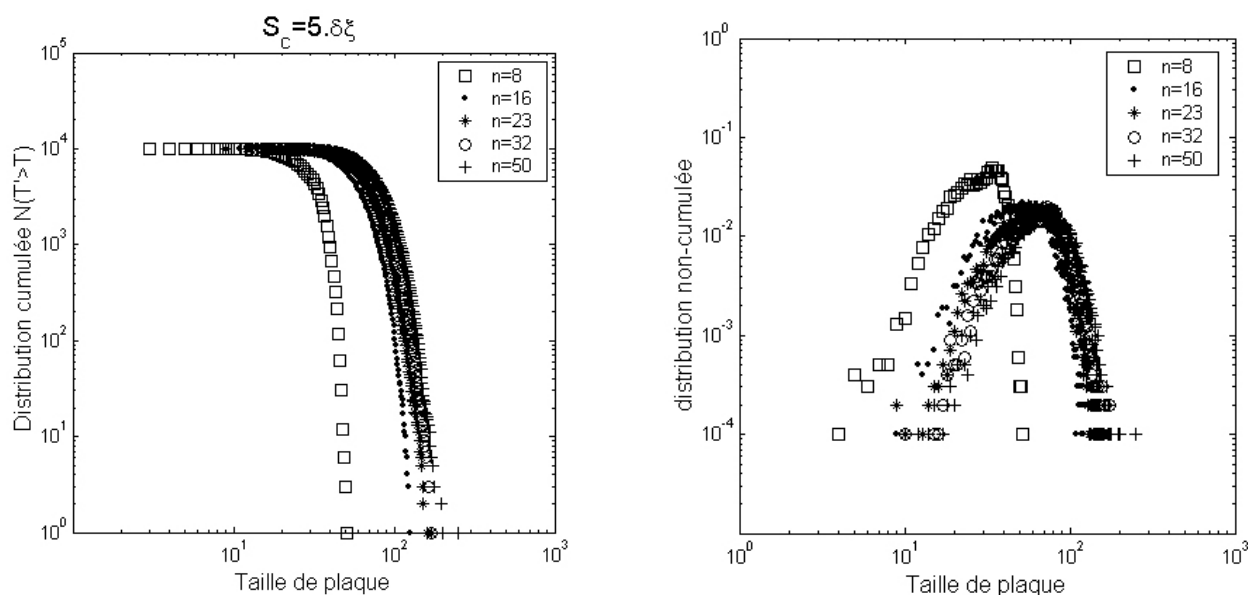 S_c=5.δξ
10^5
10^4
10^3
10^2
10^1
10^0
10^1
10^2
10^3
Distribution cumulée N(T'>T)
Taille de plaque
n=8
n=16
n=23
n=32
n=50
10^0
10^-1
10^-2
10^-3
10^-4
10^0
10^1
10^2
10^3
distribution non-cumulée
Taille de plaque
n=8
n=16
n=23
n=32
n=50